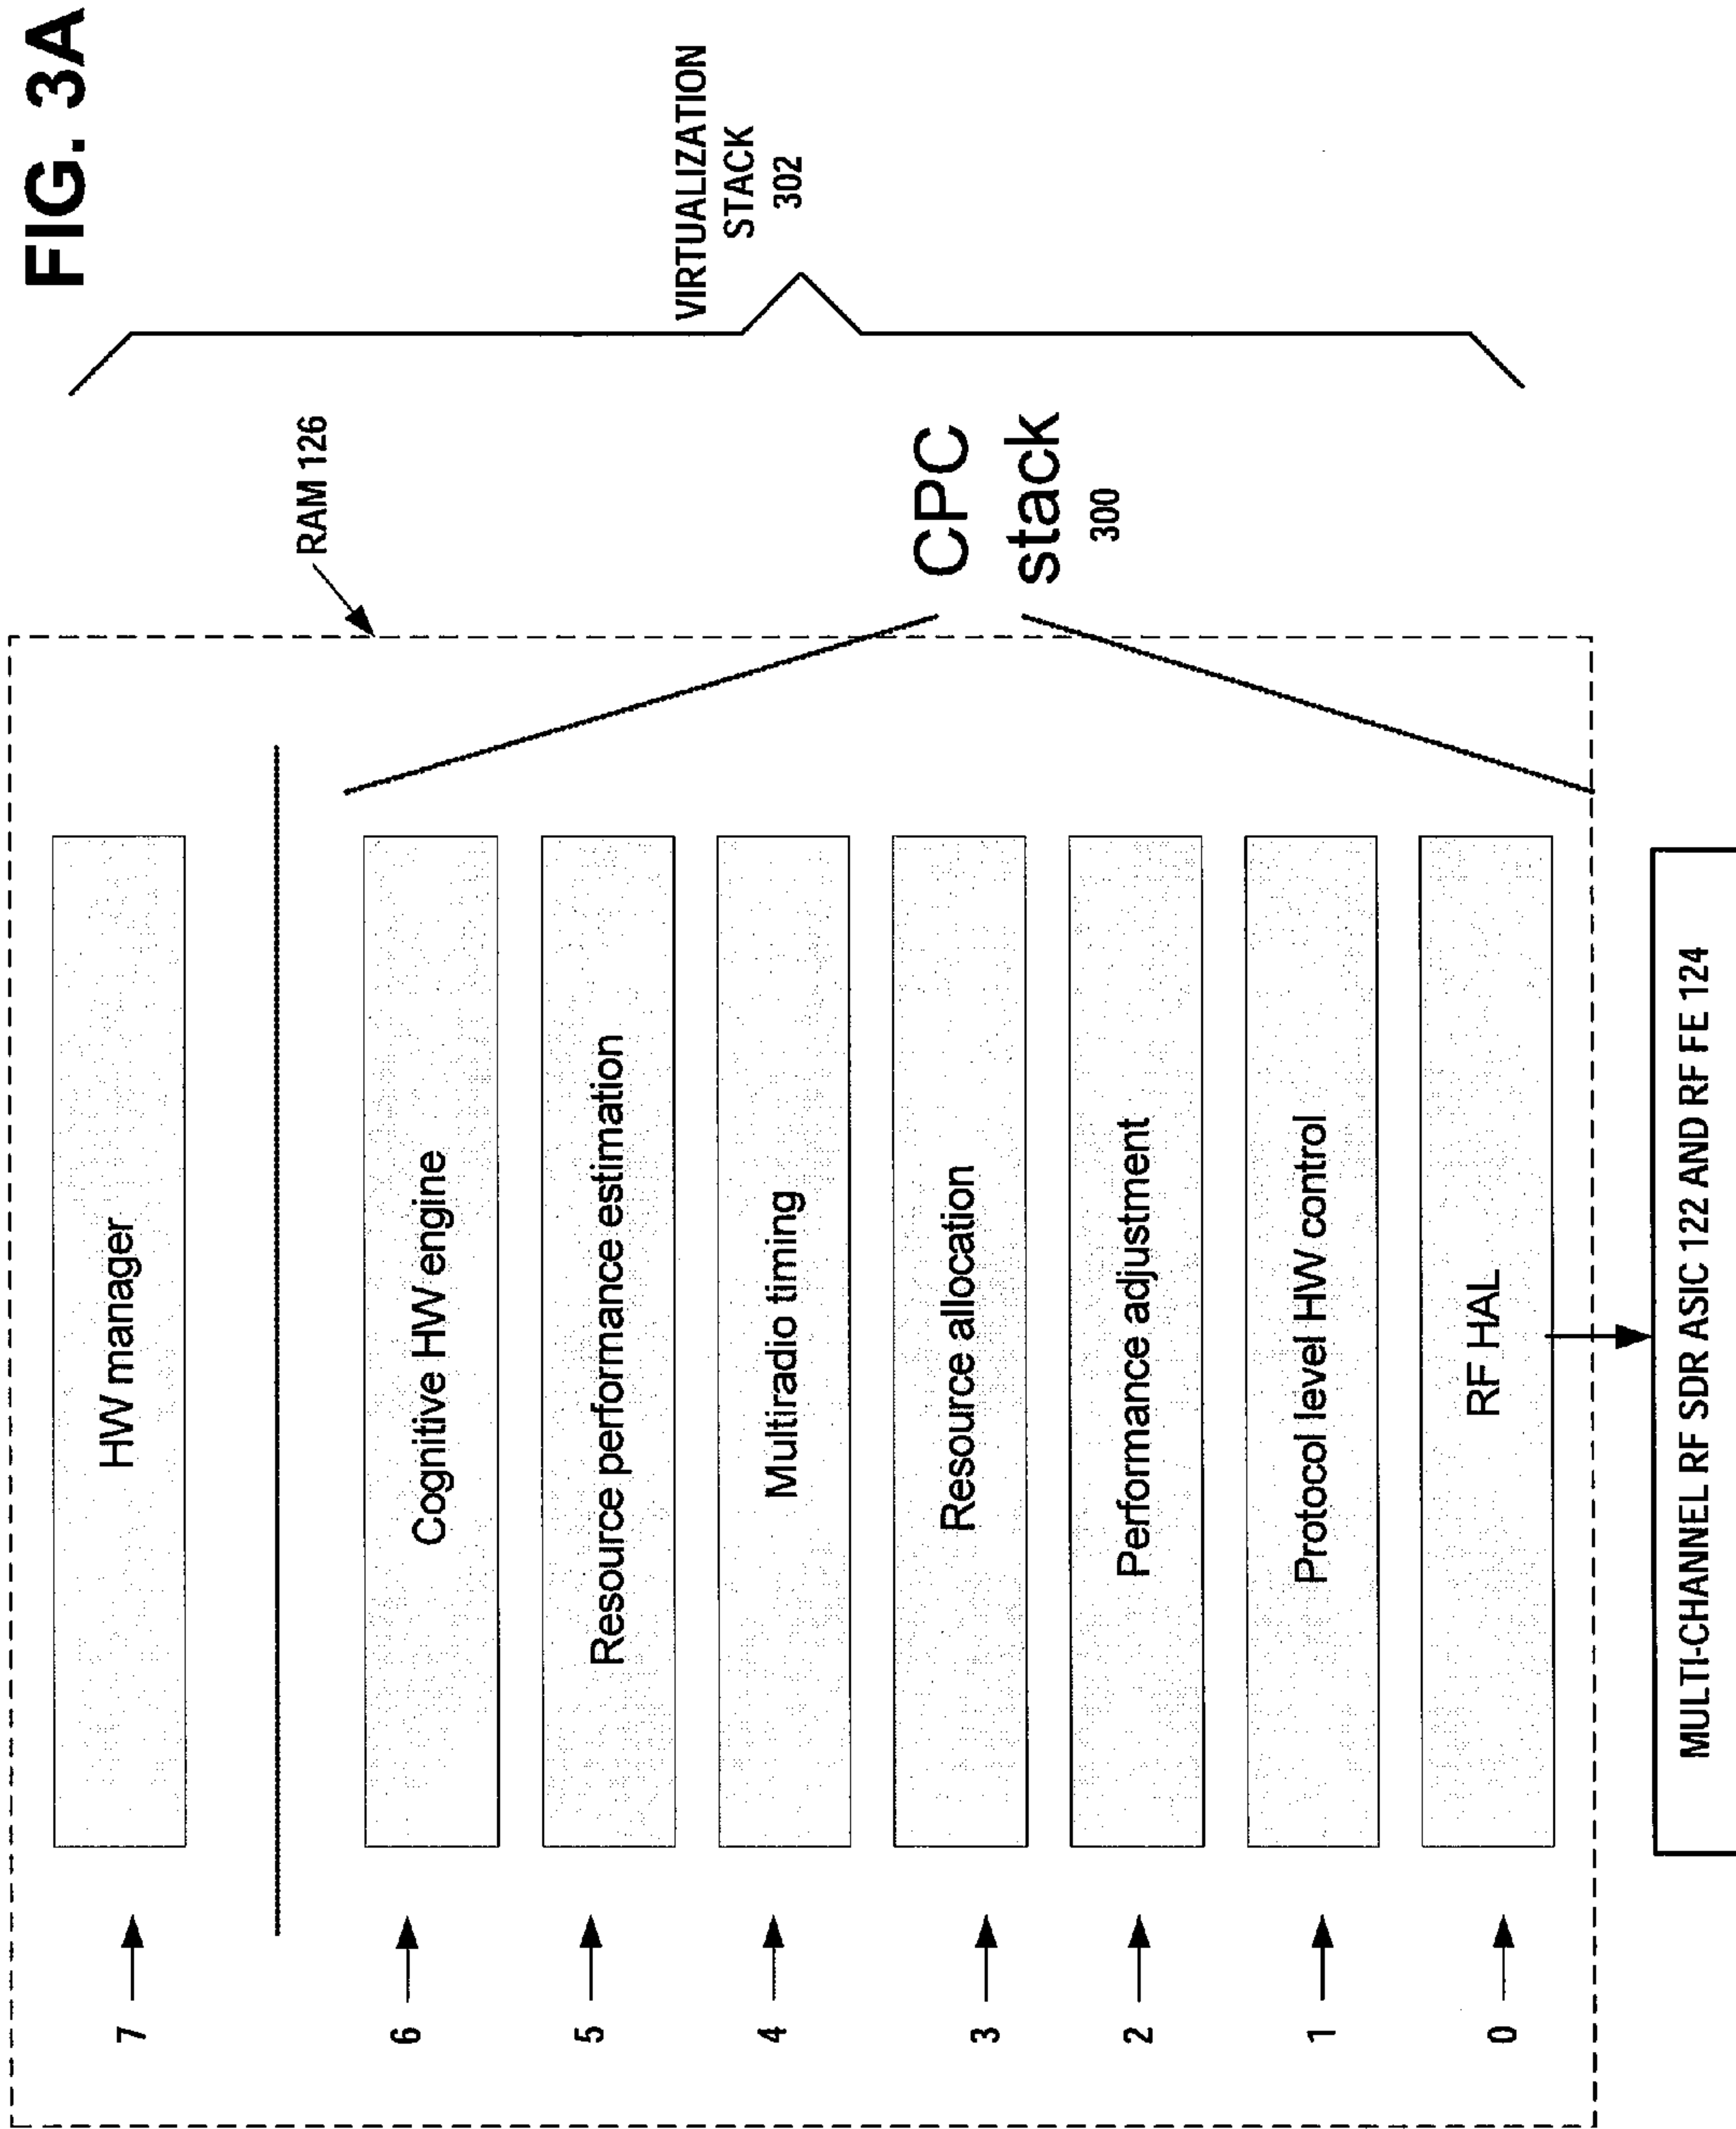 FIG. 3A
VIRTUALIZATION
STACK
302
RAM 126
CPC
stack
300
7
HW manager
6
Cognitive HW engine
5
Resource performance estimation
4
Multiradio timing
3
Resource allocation
2
Performance adjustment
1
Protocol level HW control
0
RF HAL
MULTI-CHANNEL RF SDR ASIC 122 AND RF FE 124